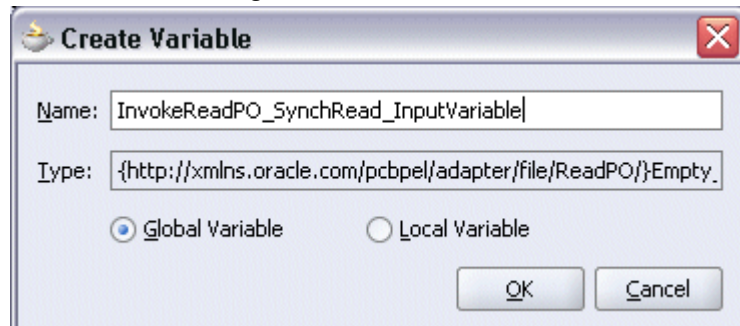 Create Variable
Name: InvokeReadPO_SynchRead_InputVariable
Type: {http://xmlns.oracle.com/pcbpel/adapter/file/ReadPO/}Empty_
Global Variable Local Variable
OK Cancel